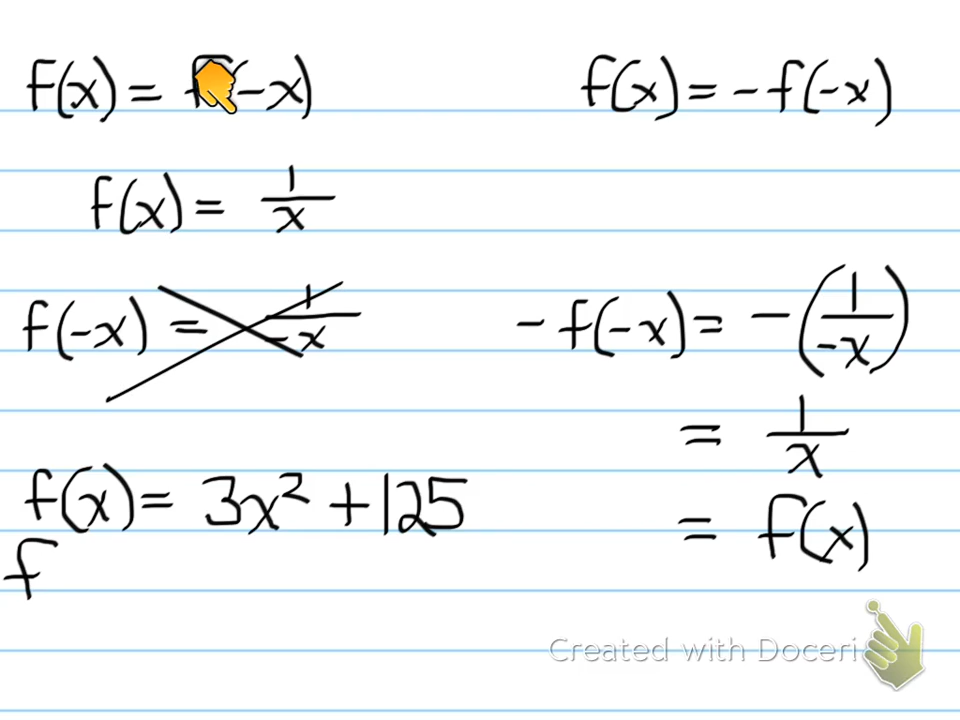 f(x) = f(-x)
f(x) = -f(-x)
f(x) = 1/x
f(-x) = 1/-x
-f(-x) = -(1/-x)
= 1/x
f(x) = 3x² + 125
= f(x)
f
Created with Doceri